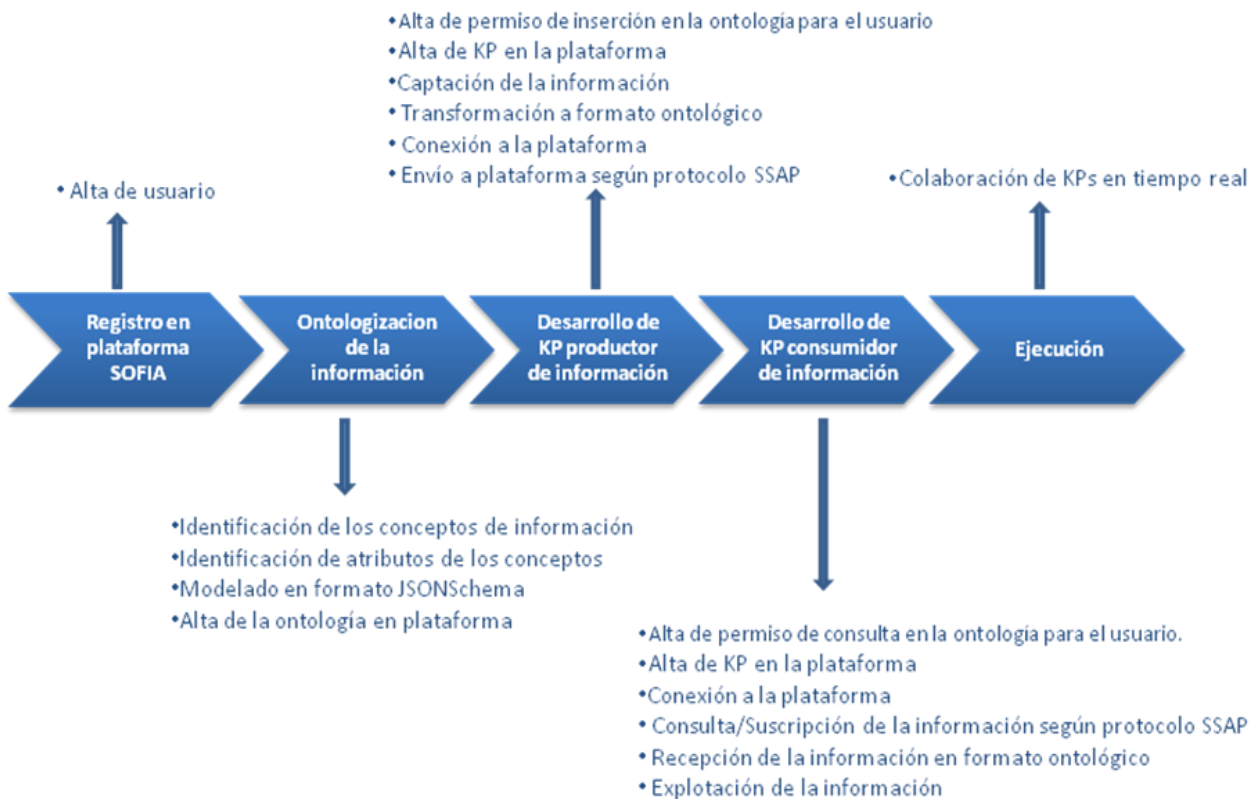 •Alta de permiso de inserción en la ontología para el usuario
•Alta de KP en la plataforma
•Captación de la información
• Transformación a formato ontológico
• Conexión a la plataforma
• Envío a plataforma según protocolo SSAP
• Alta de usuario
•Colaboración de KPs en tiempo real
Registro en
plataforma
SOFIA
Ontologizacion
de la
información
Desarrollo de
KP productor
de información
Desarrollo de
KP consumidor
de información
Ejecución
•Identificación de los conceptos de información
•Identificación de atributos de los conceptos
•Modelado en formato JSONSchema
•Alta de la ontología en plataforma
•Alta de permiso de consulta en la ontología para el usuario.
•Alta de KP en la plataforma
•Conexión a la plataforma
• Consulta/Suscripción de la información según protocolo SSAP
• Recepción de la información en formato ontológico
• Explotación de la información